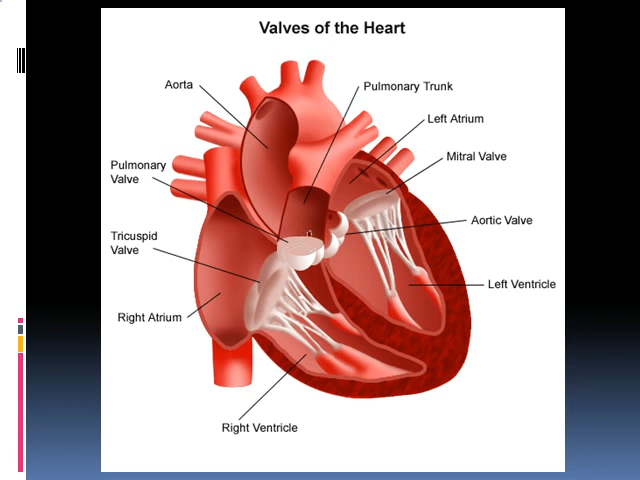 Valves of the Heart
Aorta
Pulmonary Trunk
Left Atrium
Mitral Valve
Pulmonary
Valve
Aortic Valve
Tricuspid
Valve
Left Ventricle
Right Atrium
Right Ventricle